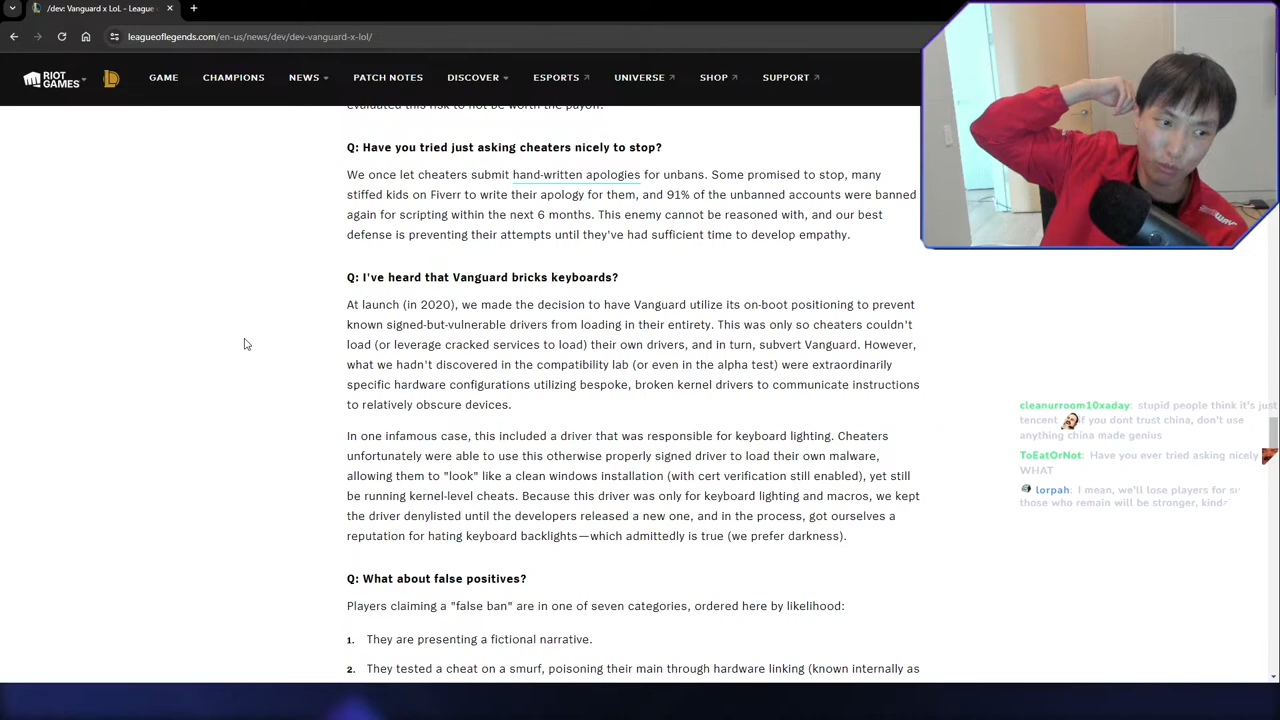 /dev: Vanguard x LoL - League o
leagueoflegends.com/en-us/news/dev/dev-vanguard-x-lol/
RIOT GAMES
GAME CHAMPIONS NEWS PATCH NOTES DISCOVER ESPORTS UNIVERSE SHOP SUPPORT
evaluated this risk to not be worth the payoff.
Q: Have you tried just asking cheaters nicely to stop?
We once let cheaters submit hand-written apologies for unbans. Some promised to stop, many
stiffed kids on Fiverr to write their apology for them, and 91% of the unbanned accounts were banned
again for scripting within the next 6 months. This enemy cannot be reasoned with, and our best
defense is preventing their attempts until they've had sufficient time to develop empathy.
Q: I've heard that Vanguard bricks keyboards?
At launch (in 2020), we made the decision to have Vanguard utilize its on-boot positioning to prevent
known signed-but-vulnerable drivers from loading in their entirety. This was only so cheaters couldn't
load (or leverage cracked services to load) their own drivers, and in turn, subvert Vanguard. However,
what we hadn't discovered in the compatibility lab (or even in the alpha test) were extraordinarily
specific hardware configurations utilizing bespoke, broken kernel drivers to communicate instructions
to relatively obscure devices.
In one infamous case, this included a driver that was responsible for keyboard lighting. Cheaters
unfortunately were able to use this otherwise properly signed driver to load their own malware,
allowing them to "look" like a clean windows installation (with cert verification still enabled), yet still
be running kernel-level cheats. Because this driver was only for keyboard lighting and macros, we kept
the driver denylisted until the developers released a new one, and in the process, got ourselves a
reputation for hating keyboard backlights—which admittedly is true (we prefer darkness).
Q: What about false positives?
Players claiming a "false ban" are in one of seven categories, ordered here by likelihood:
1. They are presenting a fictional narrative.
2. They tested a cheat on a smurf, poisoning their main through hardware linking (known internally as
cleanurroom10xaday: stupid people think it's just
tencent if you dont trust china, don't use
anything china made genius
ToEatOrNot: Have you ever tried asking nicely
WHAT
lorpah: I mean, we'll lose players for
those who remain will be stronger, kinda